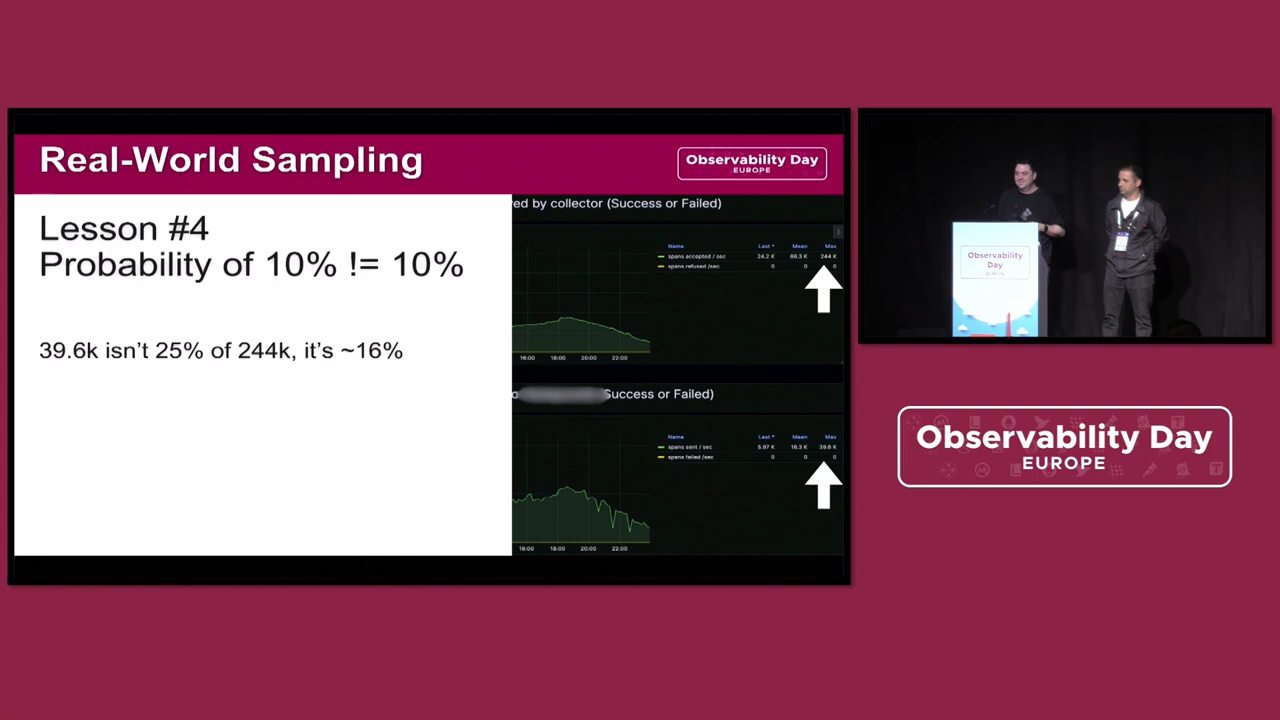 Real-World Sampling
Observability Day
EUROPE
Lesson #4
Probability of 10% != 10%
39.6k isn't 25% of 244k, it's ~16%
ved by collector (Success or Failed)
Name Last * Mean Max
spans accepted / sec 24.2 K 86.3 K 244 K
spans refused /sec 0 0 0
16:00 18:00 20:00 22:00
Success or Failed)
Name Last * Mean Max
spans sent / sec 5.97 K 16.3 K 39.6 K
spans failed /sec 0 0 0
16:00 18:00 20:00 22:00
Observability
Day
Observability Day
EUROPE